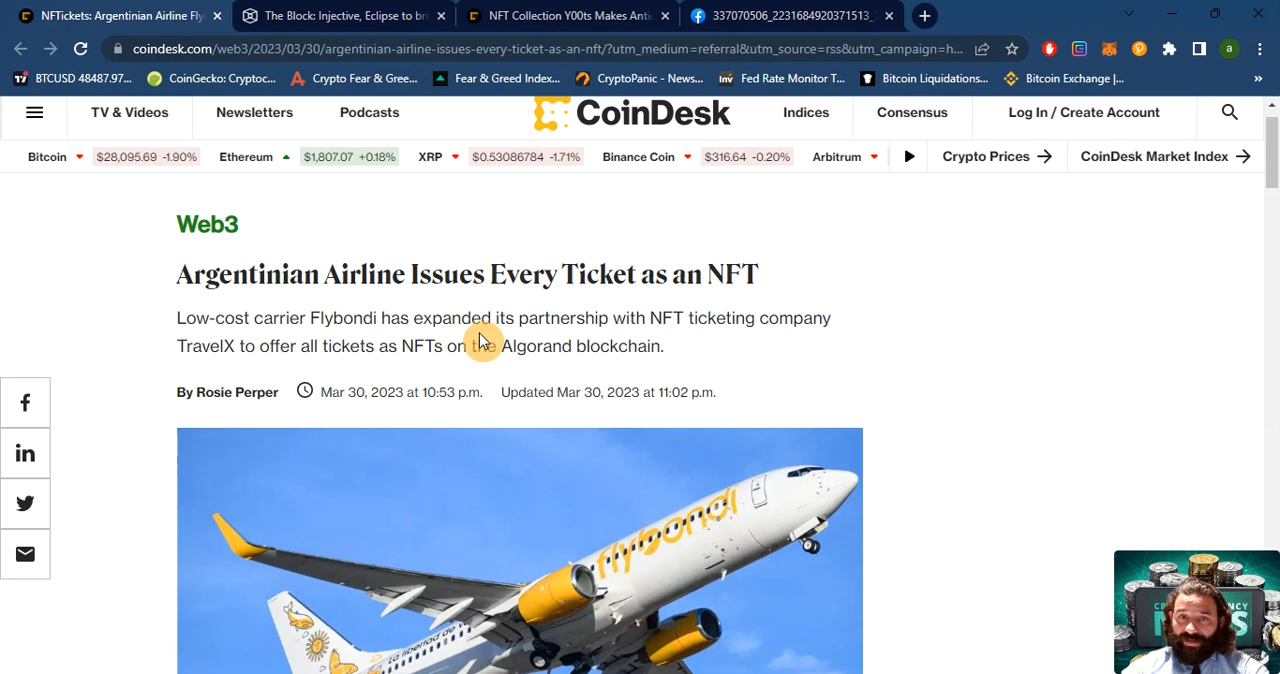 NFTickets: Argentinian Airline Fly
The Block: Injective, Eclipse to bri
NFT Collection Y00ts Makes Antic
337070506_2231684920371513_
coindesk.com/web3/2023/03/30/argentinian-airline-issues-every-ticket-as-an-nft/?utm_medium=referral&utm_source=rss&utm_campaign=h...
a
BTCUSD 48487.97...
CoinGecko: Cryptoc...
Crypto Fear & Gree...
Fear & Greed Index...
CryptoPanic - News...
inv Fed Rate Monitor T...
Bitcoin Liquidations...
Bitcoin Exchange |...
»
TV & Videos
Newsletters
Podcasts
CoinDesk
Indices
Consensus
Log In / Create Account
Bitcoin $28,095.69 -1.90%
Ethereum $1,807.07 +0.18%
XRP $0.53086784 -1.71%
Binance Coin $316.64 -0.20%
Arbitrum
Crypto Prices
CoinDesk Market Index
Web3
Argentinian Airline Issues Every Ticket as an NFT
Low-cost carrier Flybondi has expanded its partnership with NFT ticketing company
TravelX to offer all tickets as NFTs on the Algorand blockchain.
By Rosie Perper
Mar 30, 2023 at 10:53 p.m.
Updated Mar 30, 2023 at 11:02 p.m.
flybondi
La libertad de